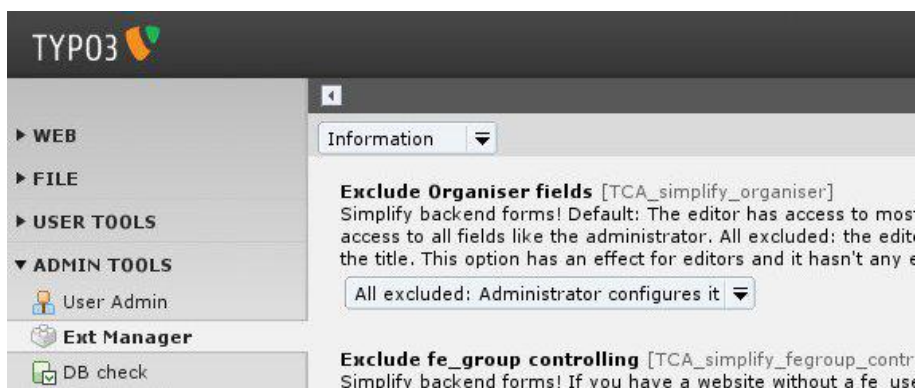 TYPO3
WEB
FILE
USER TOOLS
ADMIN TOOLS
User Admin
Ext Manager
DB check
Information
Exclude Organiser fields [TCA_simplify_organiser]
Simplify backend forms! Default: The editor has access to most
access to all fields like the administrator. All excluded: the edit
the title. This option has an effect for editors and it hasn't any
All excluded: Administrator configures it
Exclude fe_group controlling [TCA_simplify_fegroup_contr
Simplify backend forms! If you have a website without a fe_us